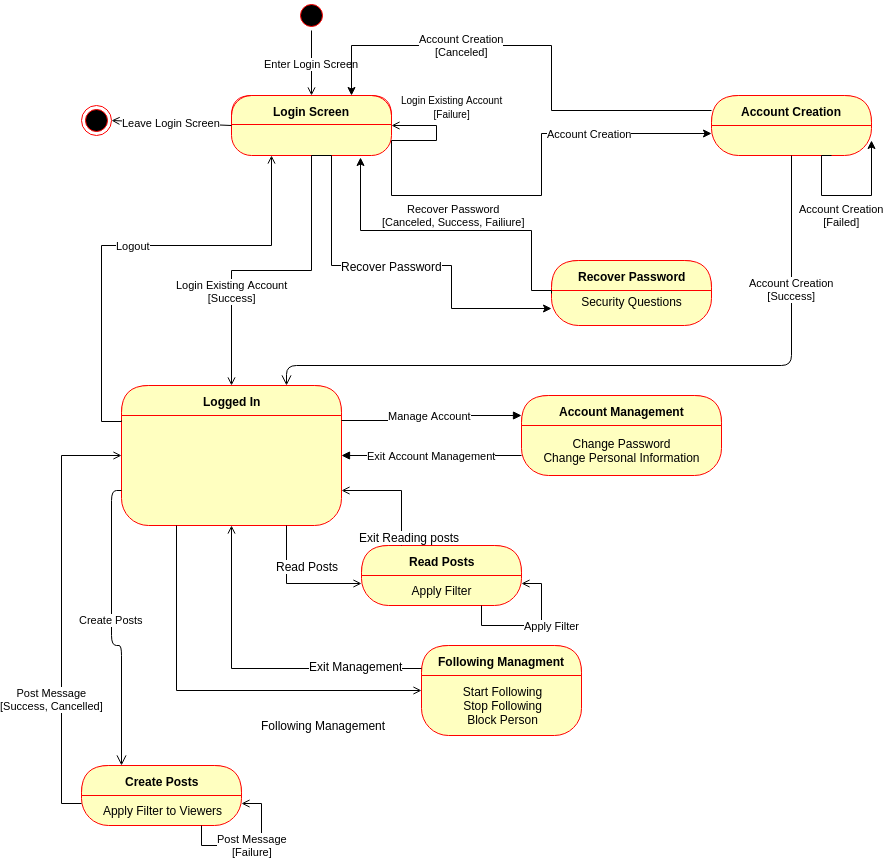 Account Creation
[Canceled]
Enter Login Screen
Login Existing Account
[Failure]
Login Screen
Account Creation
Leave Login Screen
Account Creation
Recover Password
[Canceled, Success, Failiure]
Account Creation
[Failed]
Logout
Recover Password
Recover Password
Security Questions
Login Existing Account
[Success]
Account Creation
[Success]
Logged In
Manage Account
Account Management
Change Password
Change Personal Information
Exit Account Management
Exit Reading posts
Read Posts
Read Posts
Apply Filter
Create Posts
Apply Filter
Exit Management
Following Managment
Start Following
Stop Following
Block Person
Post Message
[Success, Cancelled]
Following Management
Create Posts
Apply Filter to Viewers
Post Message
[Failure]